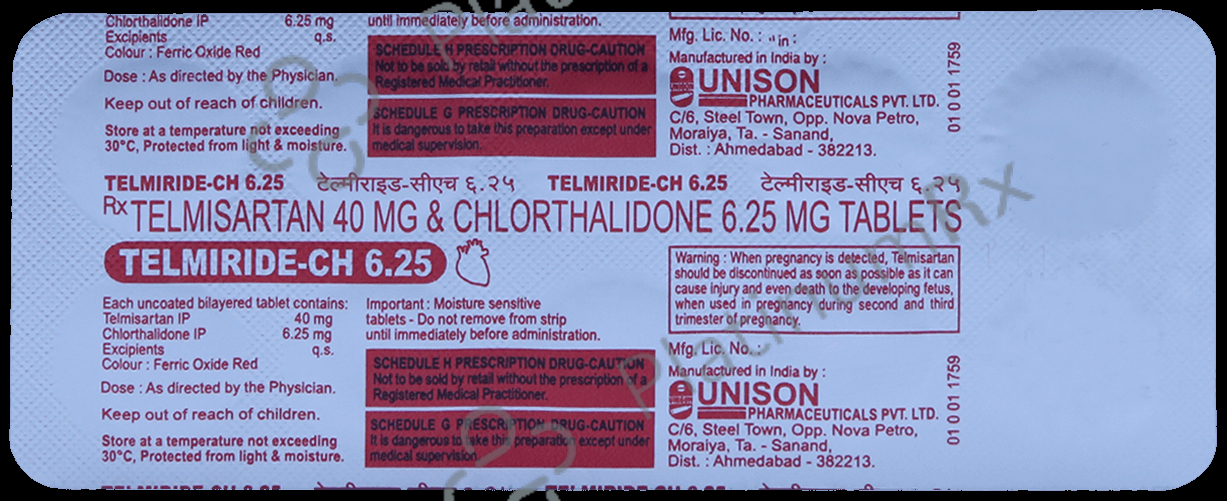 Chlorthalidone IP 6.25 mg
Excipients q.s.
Colour : Ferric Oxide Red
Dose : As directed by the Physician.
Keep out of reach of children.
Store at a temperature not exceeding
30°C, Protected from light & moisture.
until immediately before administration.
SCHEDULE H PRESCRIPTION DRUG-CAUTION
Not to be sold by retail without the prescription of a
Registered Medical Practitioner.
SCHEDULE G PRESCRIPTION DRUG-CAUTION
It is dangerous to take this preparation except under
medical supervision.
Mfg. Lic. No. :
Manufactured in India by :
UNISON
PHARMACEUTICALS PVT. LTD.
C/6, Steel Town, Opp. Nova Petro,
Moraiya, Ta. - Sanand,
Dist. : Ahmedabad - 382213.
01 0 01 1759
TELMIRIDE-CH 6.25 टेल्मीराइड-सीएच ६.२५ TELMIRIDE-CH 6.25 टेल्मीराइड-सीएच ६.२५
Rx TELMISARTAN 40 MG & CHLORTHALIDONE 6.25 MG TABLETS
TELMIRIDE-CH 6.25
Each uncoated bilayered tablet contains:
Telmisartan IP 40 mg
Chlorthalidone IP 6.25 mg
Excipients q.s.
Colour : Ferric Oxide Red
Dose : As directed by the Physician.
Keep out of reach of children.
Store at a temperature not exceeding
30°C, Protected from light & moisture.
Important : Moisture sensitive
tablets - Do not remove from strip
until immediately before administration.
SCHEDULE H PRESCRIPTION DRUG-CAUTION
Not to be sold by retail without the prescription of a
Registered Medical Practitioner.
SCHEDULE G PRESCRIPTION DRUG-CAUTION
It is dangerous to take this preparation except under
medical supervision.
Warning : When pregnancy is detected, Telmisartan
should be discontinued as soon as possible as it can
cause injury and even death to the developing fetus,
when used in pregnancy during second and third
trimester of pregnancy.
Mfg. Lic. No. :
Manufactured in India by :
UNISON
PHARMACEUTICALS PVT. LTD.
C/6, Steel Town, Opp. Nova Petro,
Moraiya, Ta. - Sanand,
Dist. : Ahmedabad - 382213.
01 0 01 1759
PlatinumRx